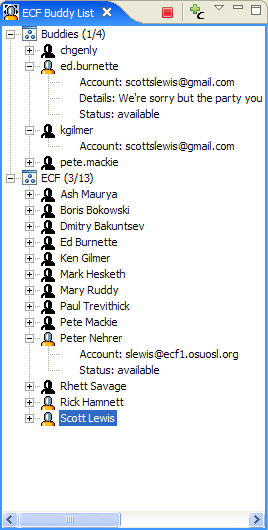 ECF Buddy List
Buddies (1/4)
chgenly
ed.burnette
Account: scottslewis@gmail.com
Details: We're sorry but the party you
Status: available
kgilmer
Account: scottslewis@gmail.com
pete.mackie
ECF (3/13)
Ash Maurya
Boris Bokowski
Dmitry Bakuntsev
Ed Burnette
Ken Gilmer
Mark Hesketh
Mary Ruddy
Paul Trevithick
Pete Mackie
Peter Nehrer
Account: slewis@ecf1.osuosl.org
Status: available
Rhett Savage
Rick Hamnett
Scott Lewis